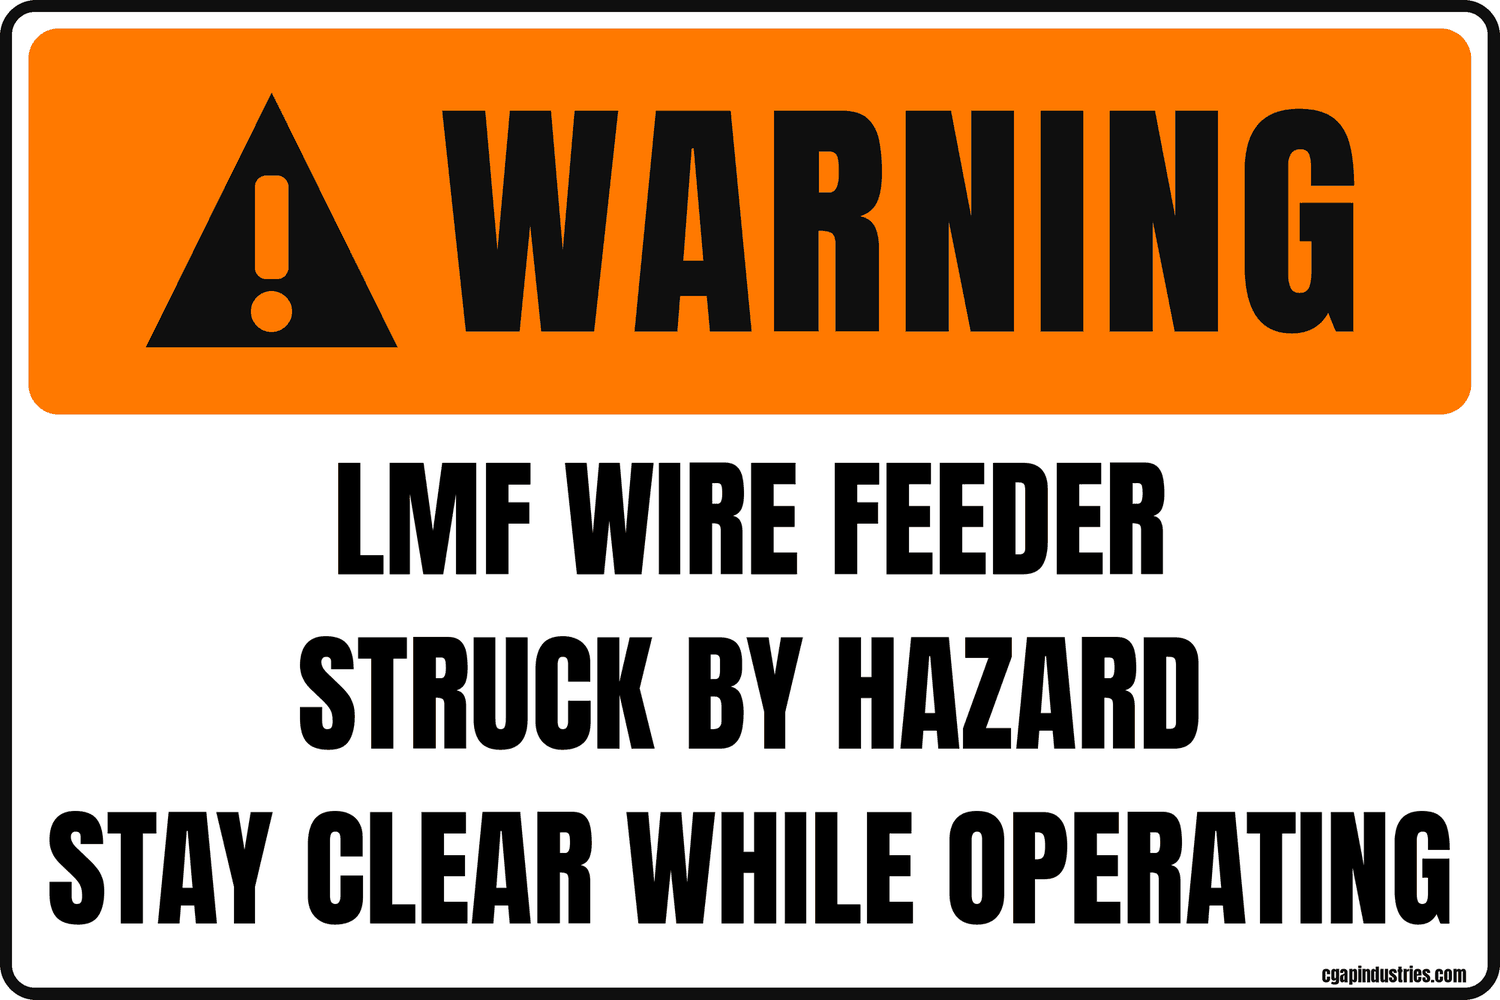 WARNING
LMF WIRE FEEDER
STRUCK BY HAZARD
STAY CLEAR WHILE OPERATING
cgapindustries.com